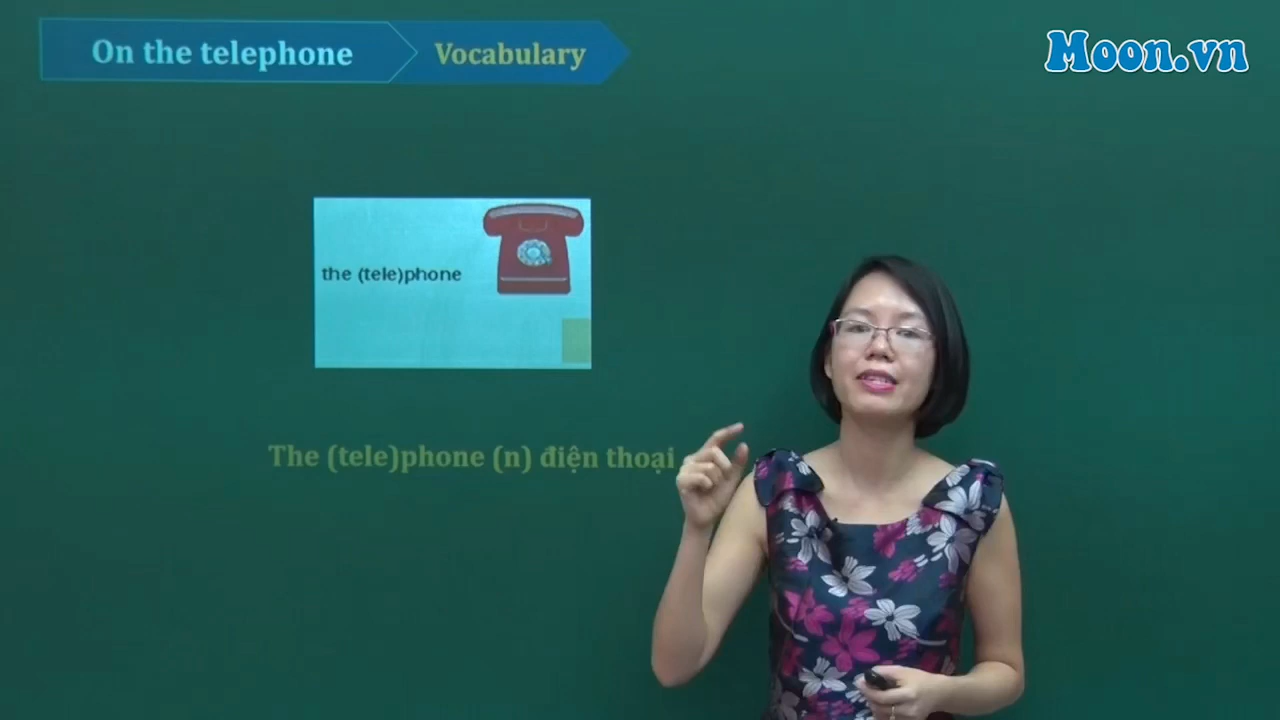 On the telephone
Vocabulary
Moon.vn
the (tele)phone
The (tele)phone (n) điện thoại